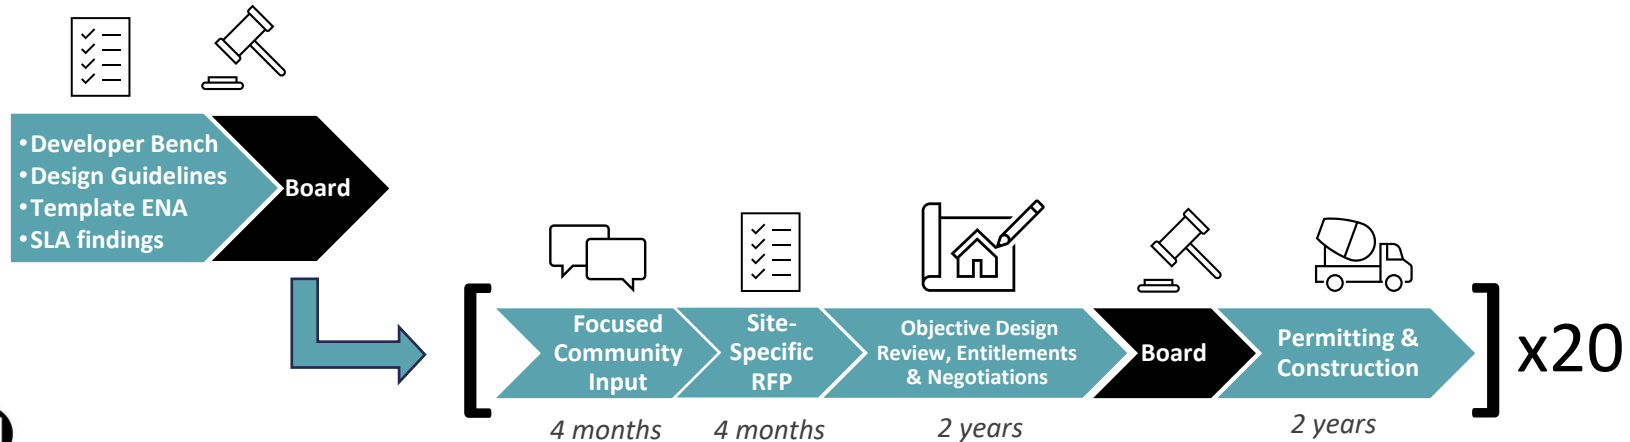 •Developer Bench
•Design Guidelines
•Template ENA
•SLA findings
Board
Focused
Community
Input
4 months
Site-
Specific
RFP
4 months
Objective Design
Review, Entitlements
& Negotiations
2 years
Board
Permitting &
Construction
2 years
x20